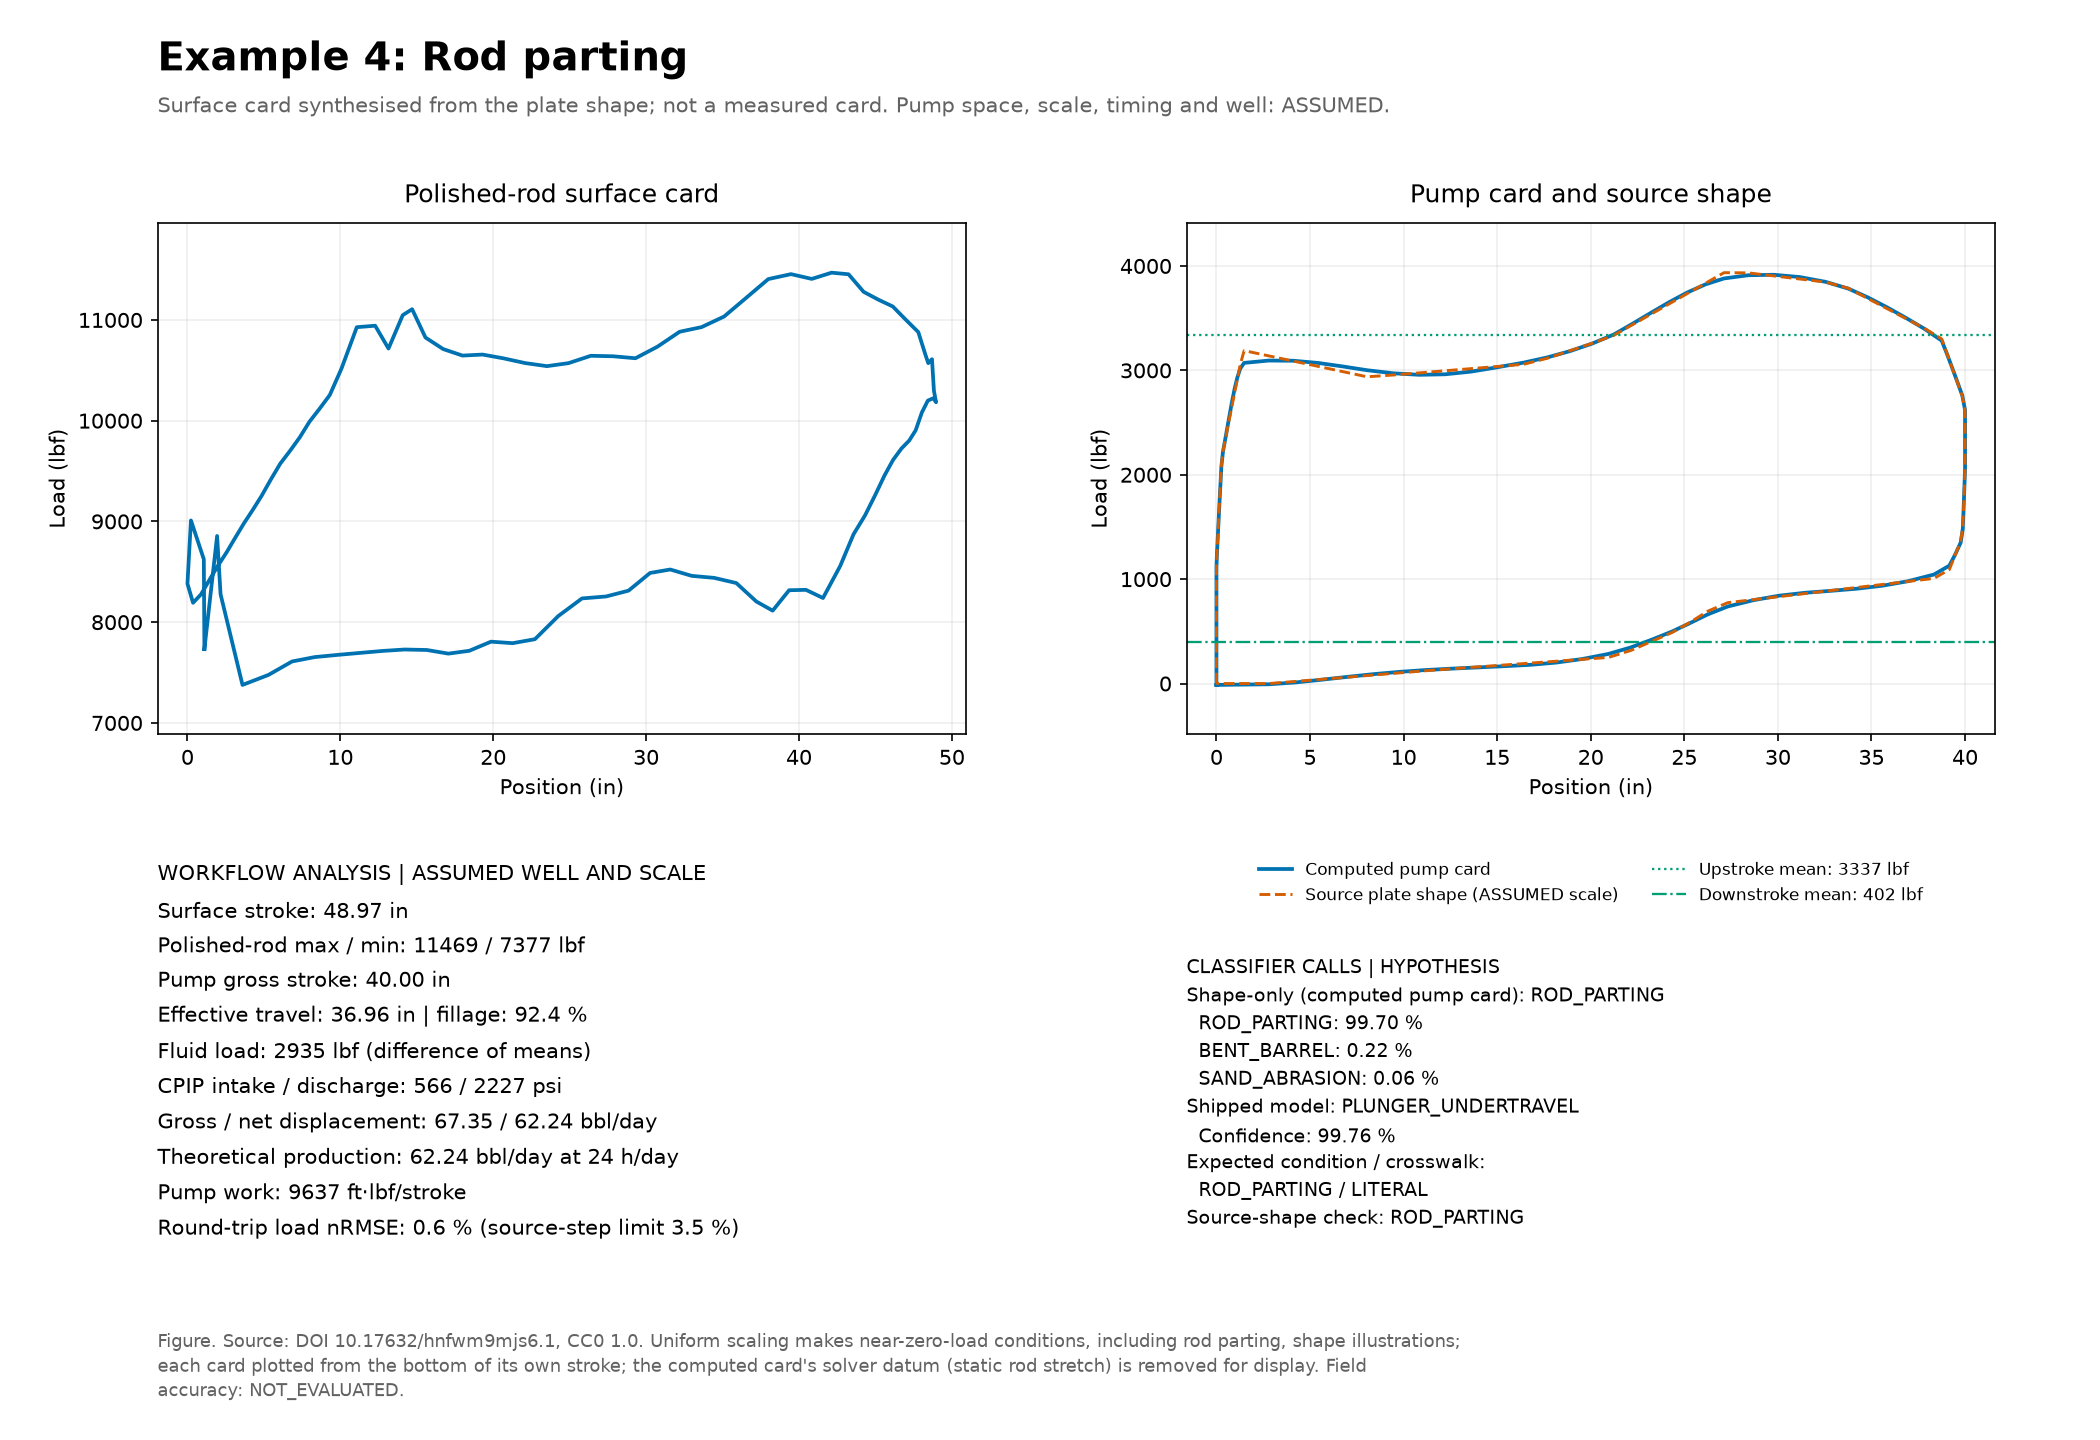 Example 4: Rod parting
Surface card synthesised from the plate shape; not a measured card. Pump space, scale, timing and well: ASSUMED.
Polished-rod surface card
Load (lbf)
11000
10000
9000
8000
7000
0 10 20 30 40 50
Position (in)
Pump card and source shape
Load (lbf)
4000
3000
2000
1000
0
0 5 10 15 20 25 30 35 40
Position (in)
WORKFLOW ANALYSIS | ASSUMED WELL AND SCALE
Surface stroke: 48.97 in
Polished-rod max / min: 11469 / 7377 lbf
Pump gross stroke: 40.00 in
Effective travel: 36.96 in | fillage: 92.4 %
Fluid load: 2935 lbf (difference of means)
CPIP intake / discharge: 566 / 2227 psi
Gross / net displacement: 67.35 / 62.24 bbl/day
Theoretical production: 62.24 bbl/day at 24 h/day
Pump work: 9637 ft·lbf/stroke
Round-trip load nRMSE: 0.6 % (source-step limit 3.5 %)
Computed pump card
Source plate shape (ASSUMED scale)
Upstroke mean: 3337 lbf
Downstroke mean: 402 lbf
CLASSIFIER CALLS | HYPOTHESIS
Shape-only (computed pump card): ROD_PARTING
ROD_PARTING: 99.70 %
BENT_BARREL: 0.22 %
SAND_ABRASION: 0.06 %
Shipped model: PLUNGER_UNDERTRAVEL
Confidence: 99.76 %
Expected condition / crosswalk:
ROD_PARTING / LITERAL
Source-shape check: ROD_PARTING
Figure. Source: DOI 10.17632/hnfwm9mjs6.1, CC0 1.0. Uniform scaling makes near-zero-load conditions, including rod parting, shape illustrations;
each card plotted from the bottom of its own stroke; the computed card's solver datum (static rod stretch) is removed for display. Field
accuracy: NOT_EVALUATED.